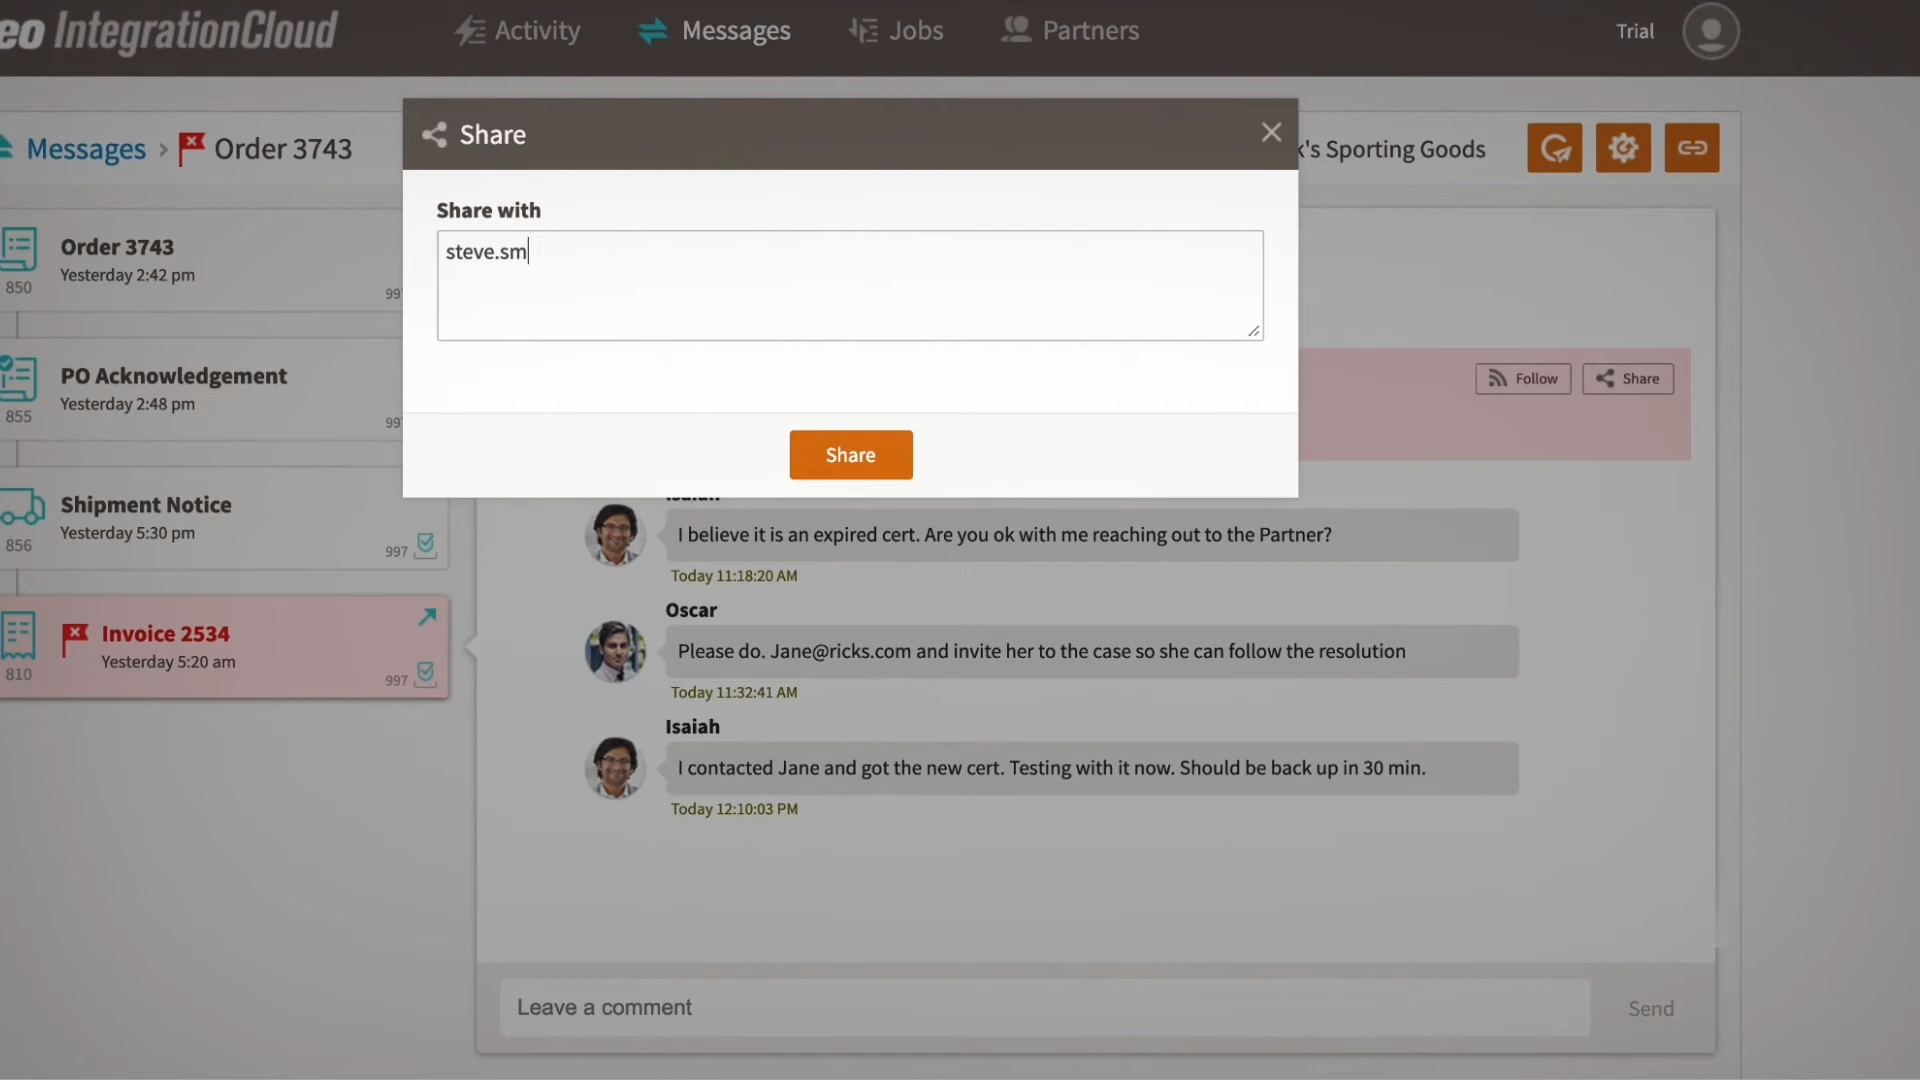 eo IntegrationCloud
Activity
Messages
Jobs
Partners
Trial
Messages > Order 3743
Share
k's Sporting Goods
Share with
steve.sm
Share
Order 3743
Yesterday 2:42 pm
850
997
PO Acknowledgement
Yesterday 2:48 pm
855
997
Follow
Share
Shipment Notice
Yesterday 5:30 pm
856
997
Invoice 2534
Yesterday 5:20 am
810
997
Isaiah
I believe it is an expired cert. Are you ok with me reaching out to the Partner?
Today 11:18:20 AM
Oscar
Please do. Jane@ricks.com and invite her to the case so she can follow the resolution
Today 11:32:41 AM
Isaiah
I contacted Jane and got the new cert. Testing with it now. Should be back up in 30 min.
Today 12:10:03 PM
Leave a comment
Send